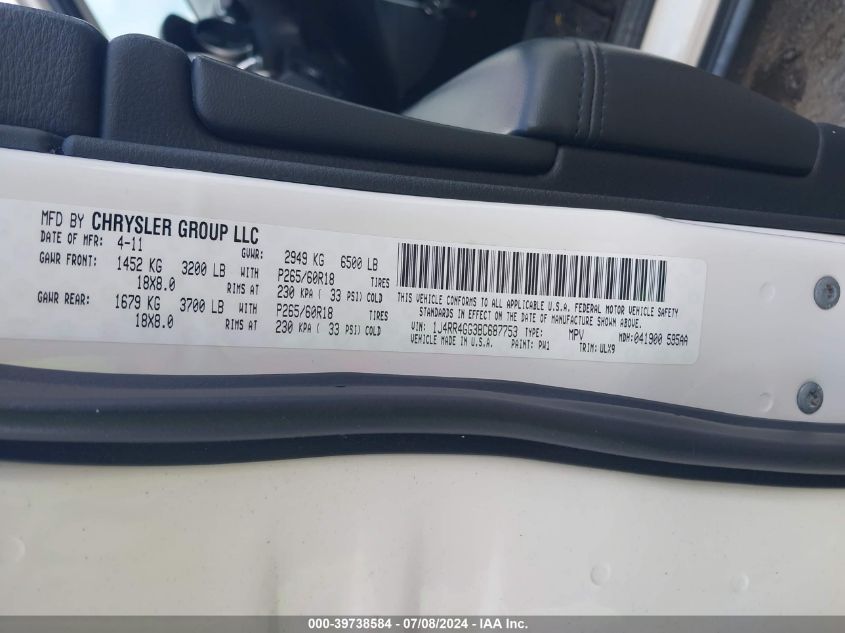 MFD BY CHRYSLER GROUP LLC
DATE OF MFR: 4-11 GVWR: 2949 KG 6500 LB
GAWR FRONT: 1452 KG 3200 LB WITH P265/60R18 TIRES
18X8.0 RIMS AT 230 KPA ( 33 PSI) COLD
GAWR REAR: 1679 KG 3700 LB WITH P265/60R18 TIRES
18X8.0 RIMS AT 230 KPA ( 33 PSI) COLD
THIS VEHICLE CONFORMS TO ALL APPLICABLE U.S.A. FEDERAL MOTOR VEHICLE SAFETY
STANDARDS IN EFFECT ON THE DATE OF MANUFACTURE SHOWN ABOVE.
VIN: 1J4RR4GG3BC687753 TYPE: MPV MDH:041900 595AA
VEHICLE MADE IN U.S.A. PAINT: PW1 TRIM: ULX9
000-39738584 - 07/08/2024 - IAA Inc.